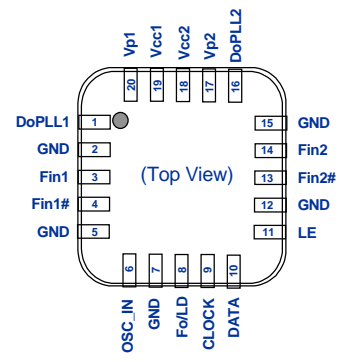 Vp1
Vcc1
Vcc2
Vp2
DoPLL2
20
19
18
17
16
DoPLL1 1
GND 2
Fin1 3
Fin1# 4
GND 5
(Top View)
15 GND
14 Fin2
13 Fin2#
12 GND
11 LE
6
7
8
9
10
OSC_IN
GND
Fo/LD
CLOCK
DATA